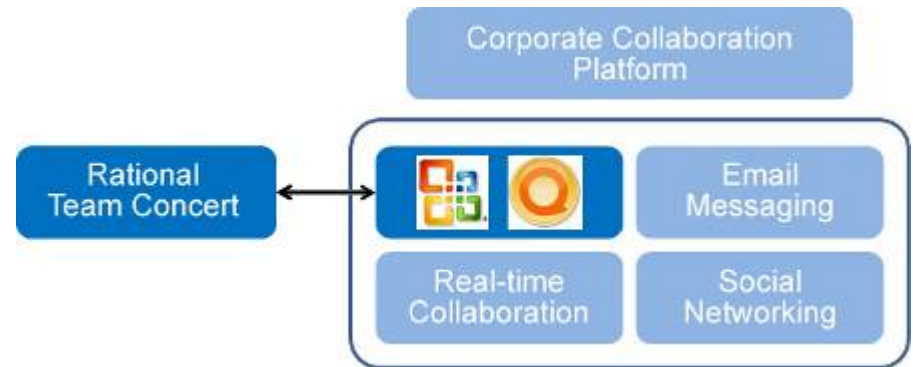 Corporate Collaboration
Platform
Rational
Team Concert
Email
Messaging
Real-time
Collaboration
Social
Networking